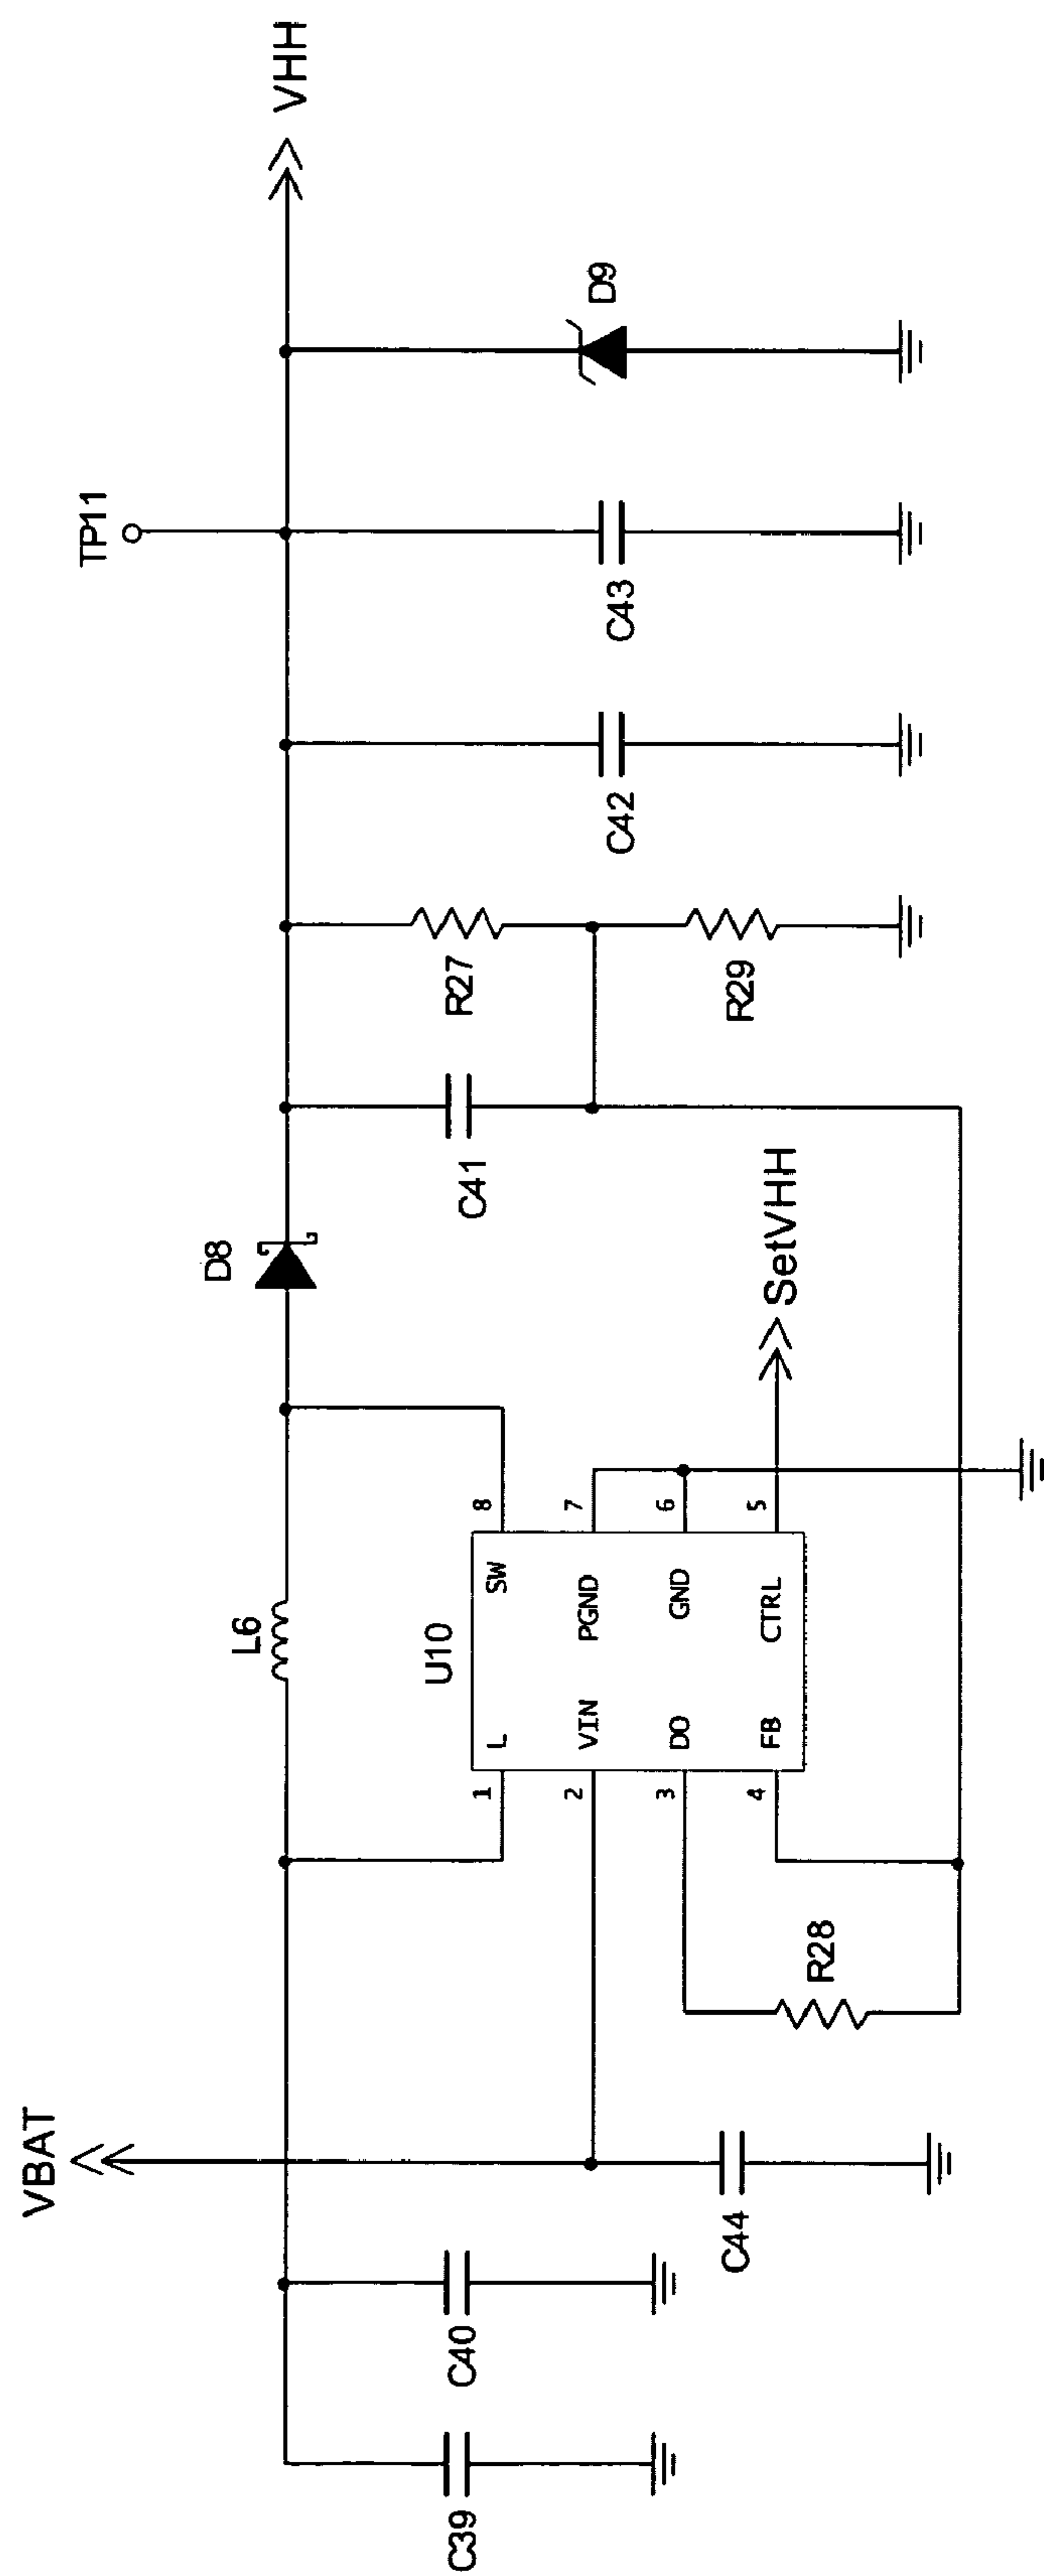 VBAT
VHH
TP11
L6
D8
C39
C40
C44
R28
U10
1
L
SW
8
2
VIN
PGND
7
3
DO
GND
6
4
FB
CTRL
5
SetVHH
C41
R27
R29
C42
C43
D9